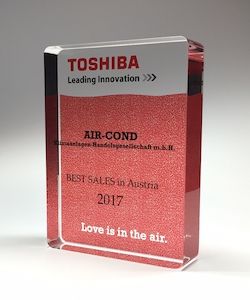 TOSHIBA
Leading Innovation >>>
AIR-COND
Klimaanlagen-Handelsgesellschaft m.b.H.
BEST SALES in Austria
2017
Love is in the air.